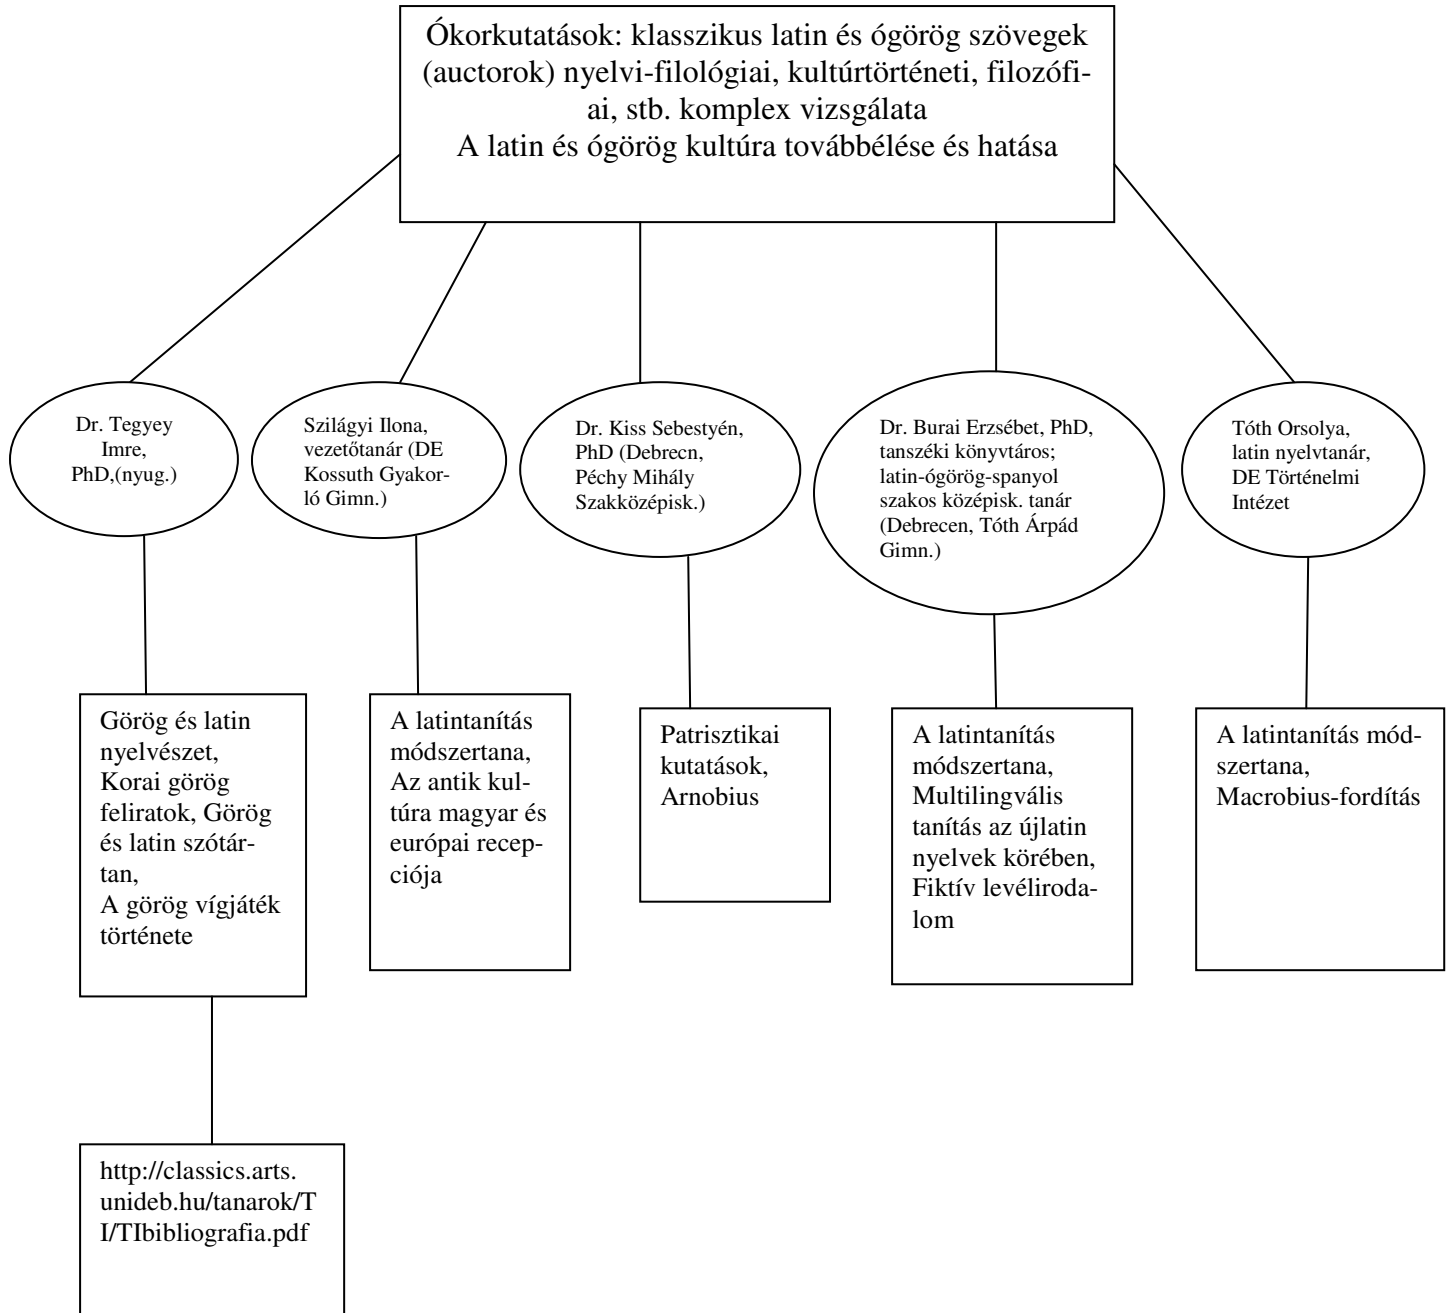 Ókorkutatások: klasszikus latin és ógörög szövegek
(auctorok) nyelvi-filológiai, kultúrtörténeti, filozófi-
ai, stb. komplex vizsgálata
A latin és ógörög kultúra továbbélése és hatása
Dr. Tegyey
Imre,
PhD,(nyug.)
Szilágyi Ilona,
vezetőtanár (DE
Kossuth Gyakor-
ló Gimn.)
Dr. Kiss Sebestyén,
PhD (Debrecn,
Péchy Mihály
Szakközépisk.)
Dr. Burai Erzsébet, PhD,
tanszéki könyvtáros;
latin-ógörög-spanyol
szakos középisk. tanár
(Debrecen, Tóth Árpád
Gimn.)
Tóth Orsolya,
latin nyelvtanár,
DE Történelmi
Intézet
Görög és latin
nyelvészet,
Korai görög
feliratok, Görög
és latin szótár-
tan,
A görög vígjáték
története
A latintanítás
módszertana,
Az antik kul-
túra magyar és
európai recep-
ciója
Patrisztikai
kutatások,
Arnobius
A latintanítás
módszertana,
Multilingvális
tanítás az újlatin
nyelvek körében,
Fiktív levéliroda-
lom
A latintanítás mód-
szertana,
Macrobius-fordítás
http://classics.arts.
unideb.hu/tanarok/T
I/TIbibliografia.pdf